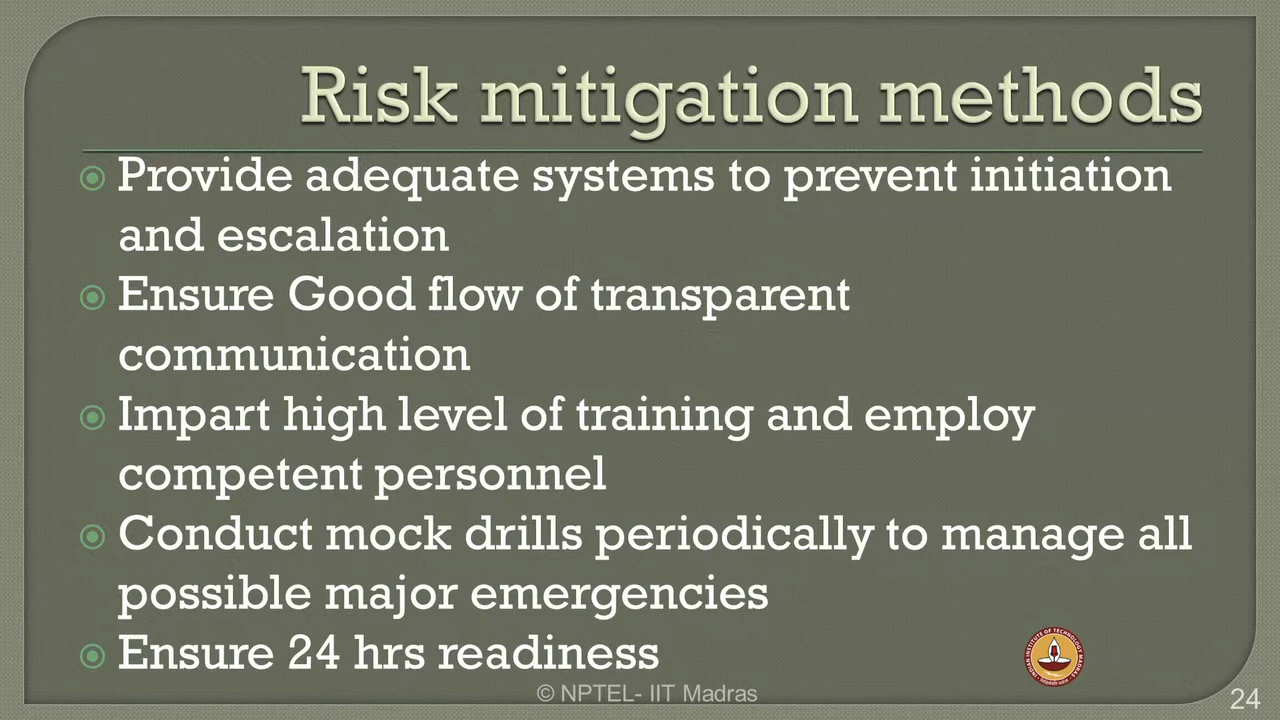 Risk mitigation methods
Provide adequate systems to prevent initiation
and escalation
Ensure Good flow of transparent
communication
Impart high level of training and employ
competent personnel
Conduct mock drills periodically to manage all
possible major emergencies
Ensure 24 hrs readiness
© NPTEL- IIT Madras
24